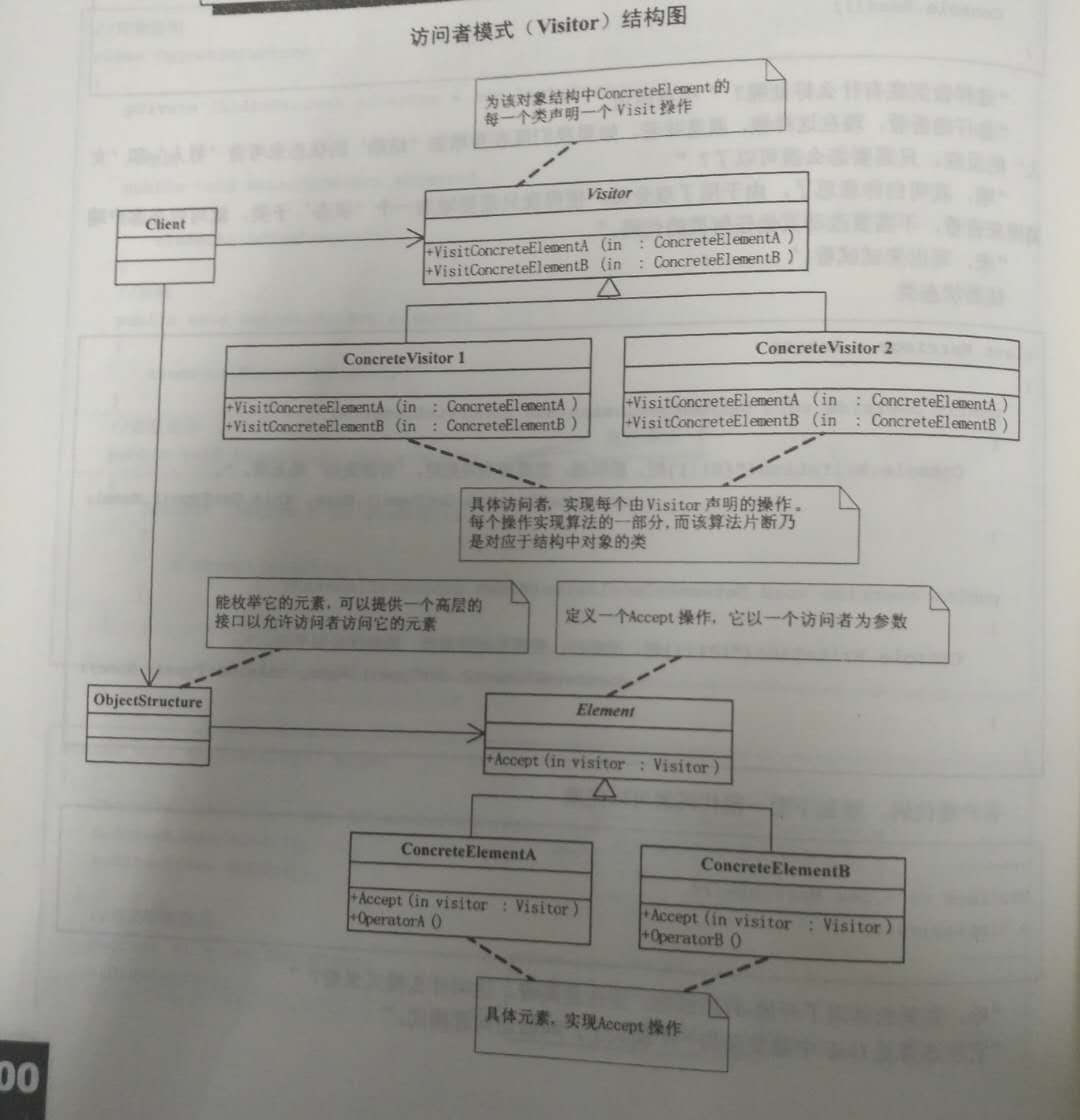 访问者模式（Visitor）结构图
为该对象结构中ConcreteElement的
每一个类声明一个 Visit 操作
Visitor
+VisitConcreteElementA (in : ConcreteElementA )
+VisitConcreteElementB (in : ConcreteElementB )
Client
ConcreteVisitor 1
+VisitConcreteElementA (in : ConcreteElementA )
+VisitConcreteElementB (in : ConcreteElementB )
ConcreteVisitor 2
+VisitConcreteElementA (in : ConcreteElementA )
+VisitConcreteElementB (in : ConcreteElementB )
具体访问者，实现每个由Visitor 声明的操作。
每个操作实现算法的一部分，而该算法片断乃
是对应于结构中对象的类
能枚举它的元素，可以提供一个高层的
接口以允许访问者访问它的元素
定义一个Accept 操作，它以一个访问者为参数
ObjectStructure
Element
+Accept (in visitor : Visitor )
ConcreteElementA
+Accept (in visitor : Visitor )
+OperatorA ()
ConcreteElementB
+Accept (in visitor : Visitor )
+OperatorB ()
具体元素，实现Accept 操作
00